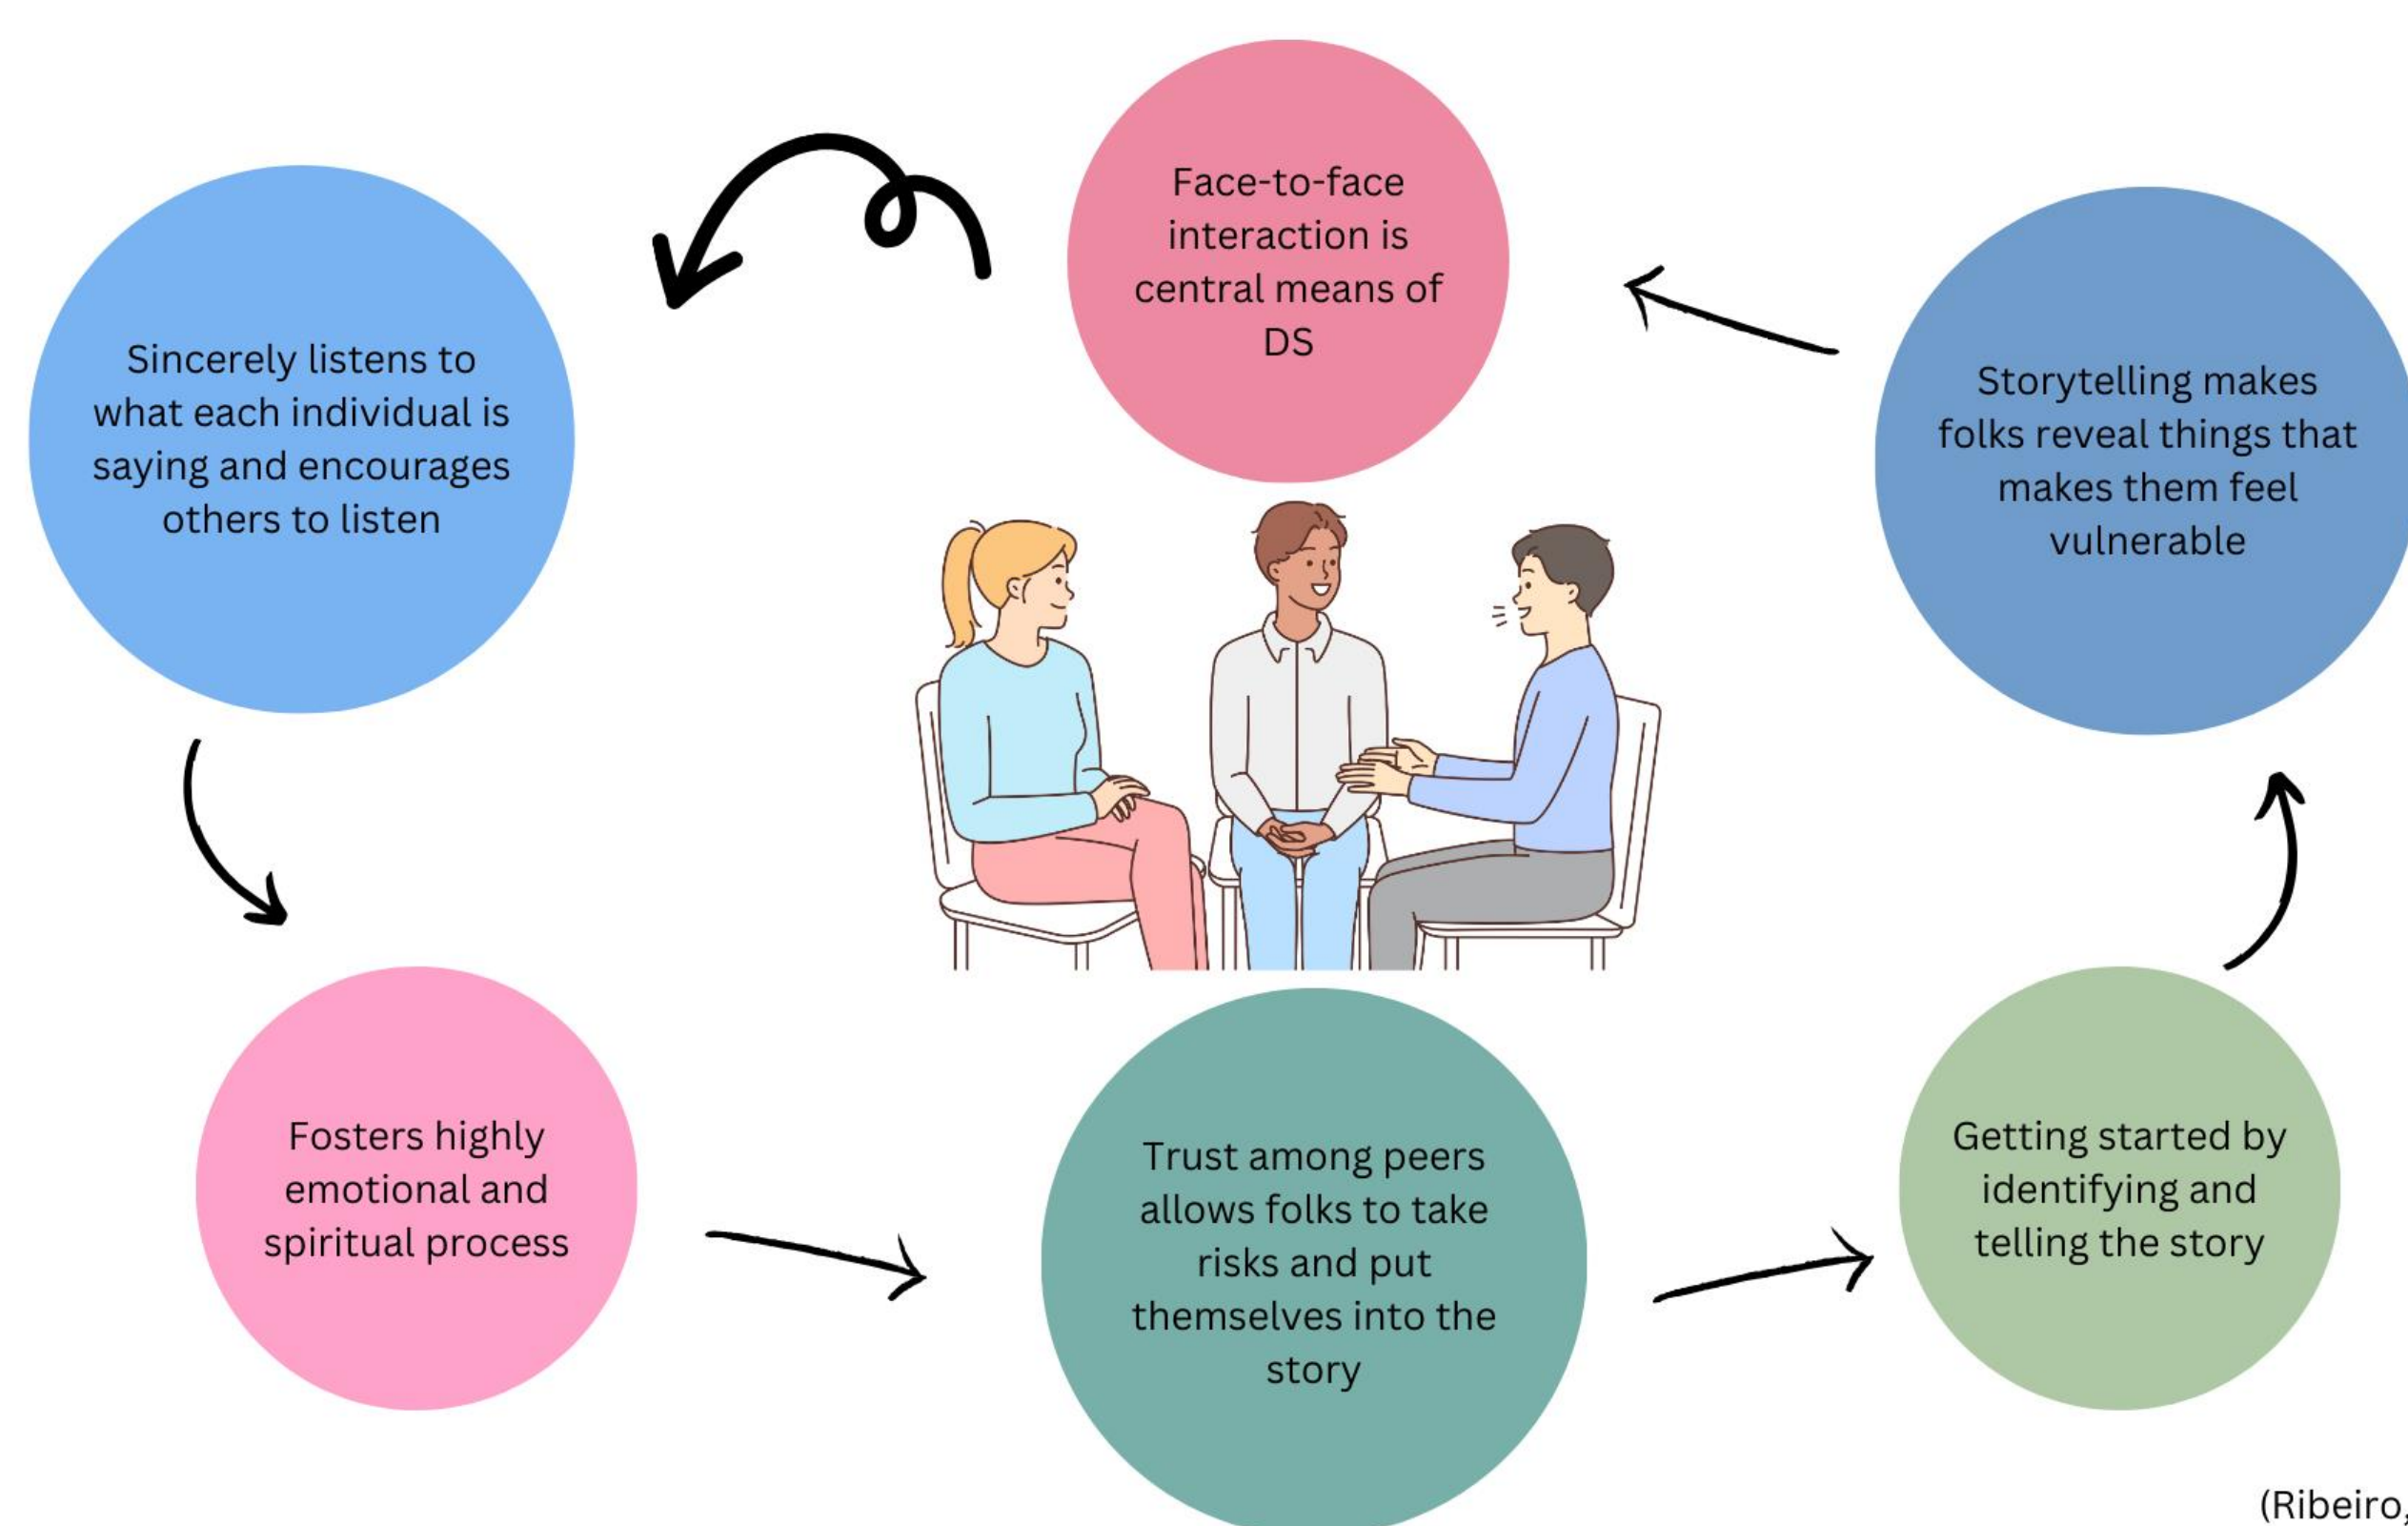 Face-to-face
interaction is
central means of
DS
Sincerely listens to
what each individual is
saying and encourages
others to listen
Fosters highly
emotional and
spiritual process
Trust among peers
allows folks to take
risks and put
themselves into the
story
Getting started by
identifying and
telling the story
Storytelling makes
folks reveal things that
makes them feel
vulnerable
(Ribeiro,